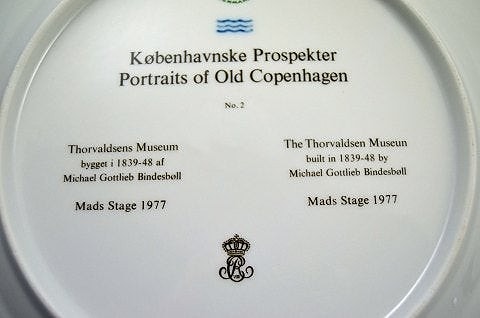 Københavnske Prospekter
Portraits of Old Copenhagen
No. 2
Thorvaldsens Museum
bygget i 1839-48 af
Michael Gottlieb Bindesbøll
Mads Stage 1977
The Thorvaldsen Museun
built in 1839-48 by
Michael Gottlieb Bindesbøll
Mads Stage 1977